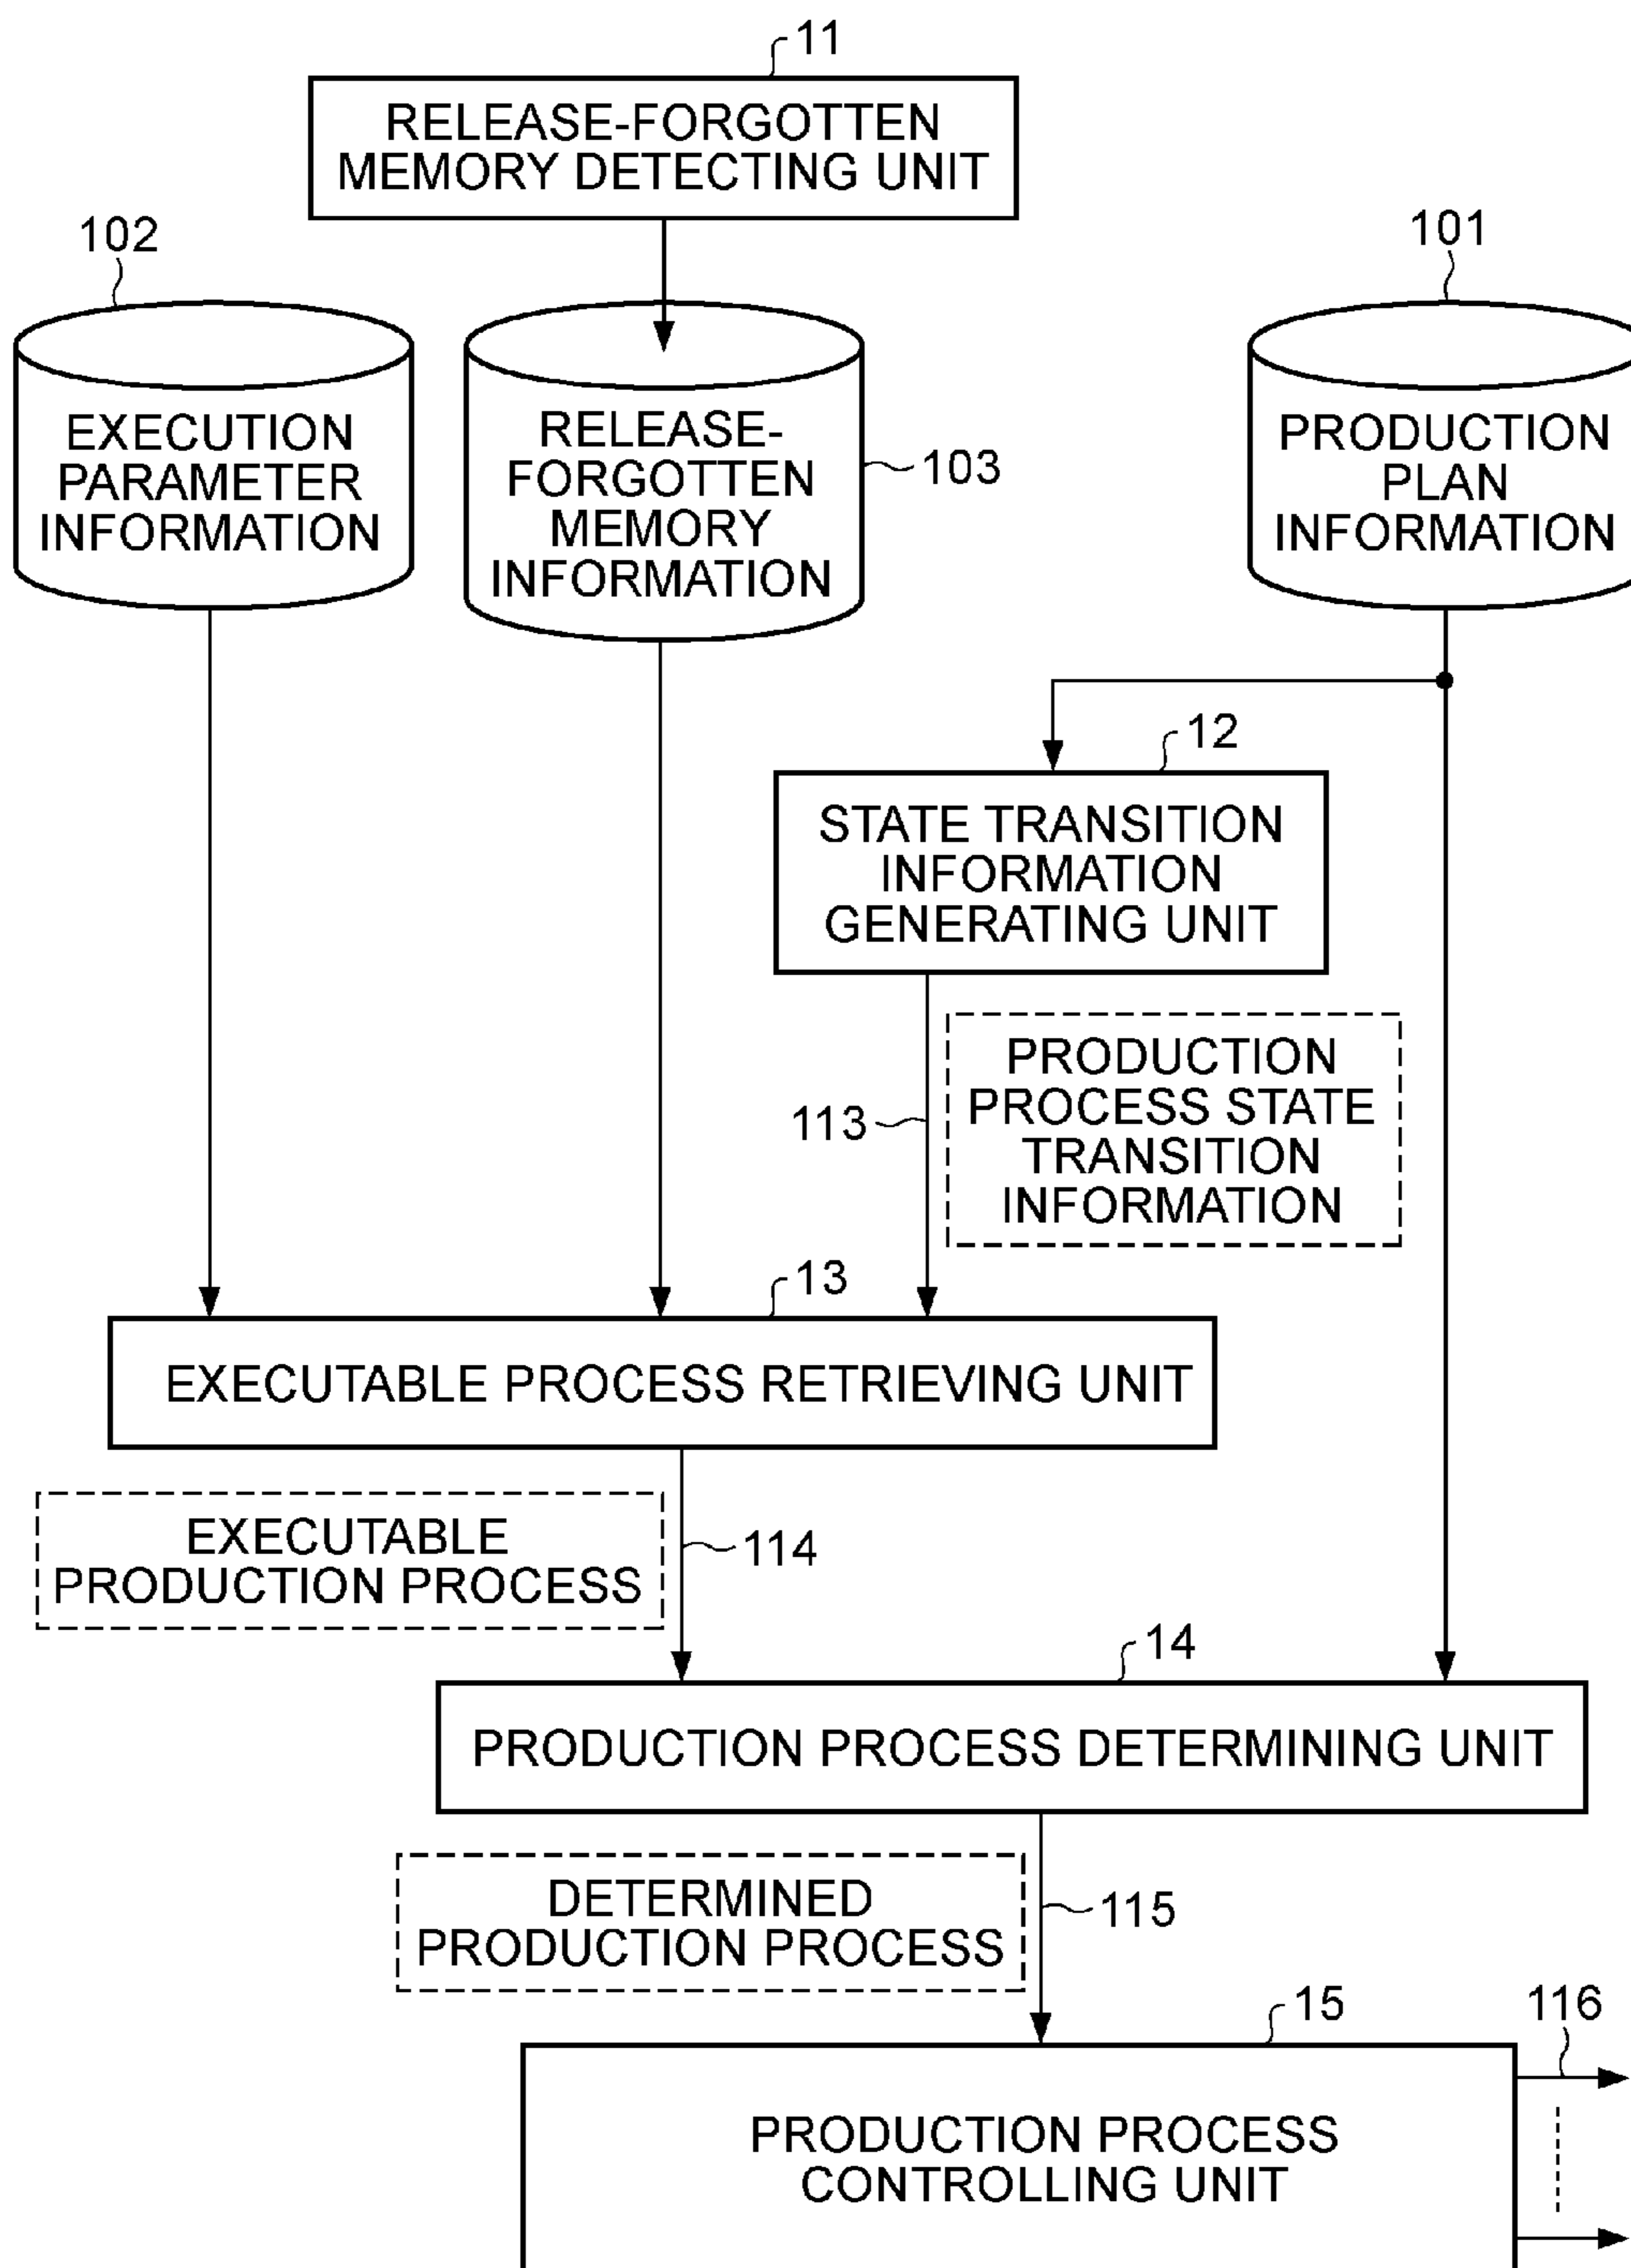 11
RELEASE-FORGOTTEN
MEMORY DETECTING UNIT
102
101
EXECUTION
PARAMETER
INFORMATION
RELEASE-
FORGOTTEN
MEMORY
INFORMATION
103
PRODUCTION
PLAN
INFORMATION
12
STATE TRANSITION
INFORMATION
GENERATING UNIT
113
PRODUCTION
PROCESS STATE
TRANSITION
INFORMATION
13
EXECUTABLE PROCESS RETRIEVING UNIT
EXECUTABLE
PRODUCTION PROCESS
114
14
PRODUCTION PROCESS DETERMINING UNIT
DETERMINED
PRODUCTION PROCESS
115
15
116
PRODUCTION PROCESS
CONTROLLING UNIT